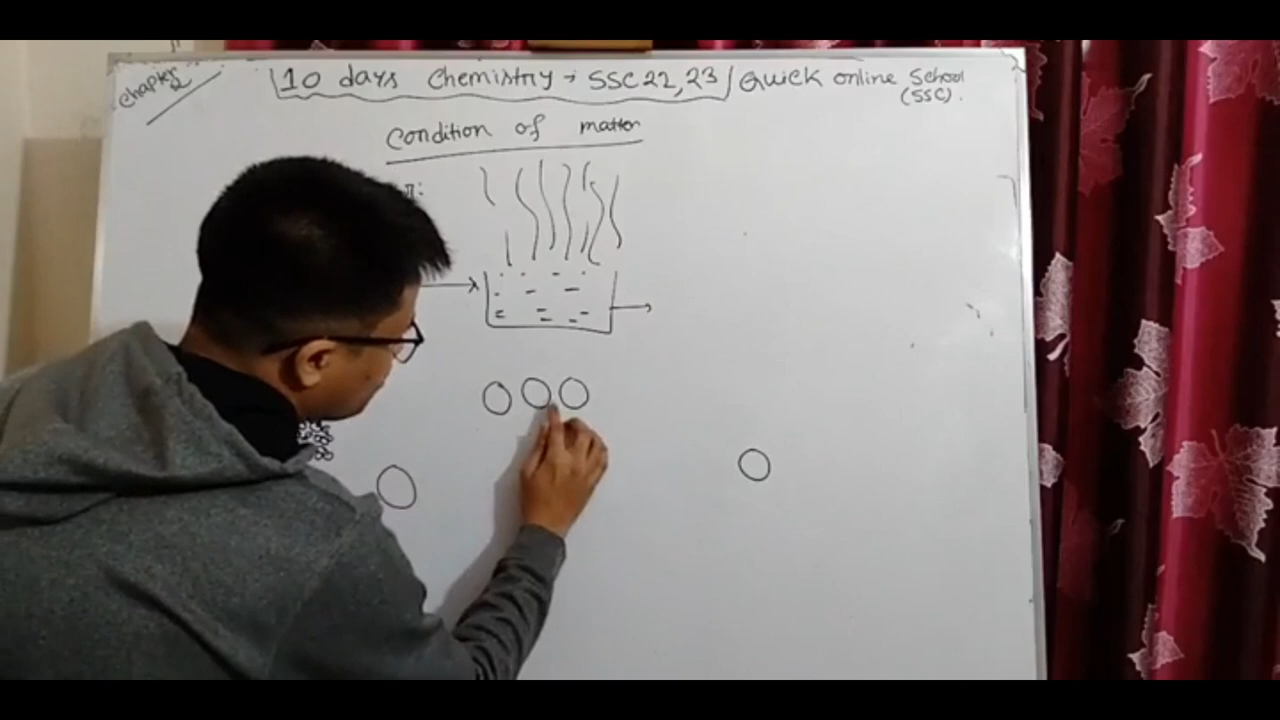 Chapter 2
10 days Chemistry → SSC 22, 23 / Quick online School
(SSC).
Condition of matter